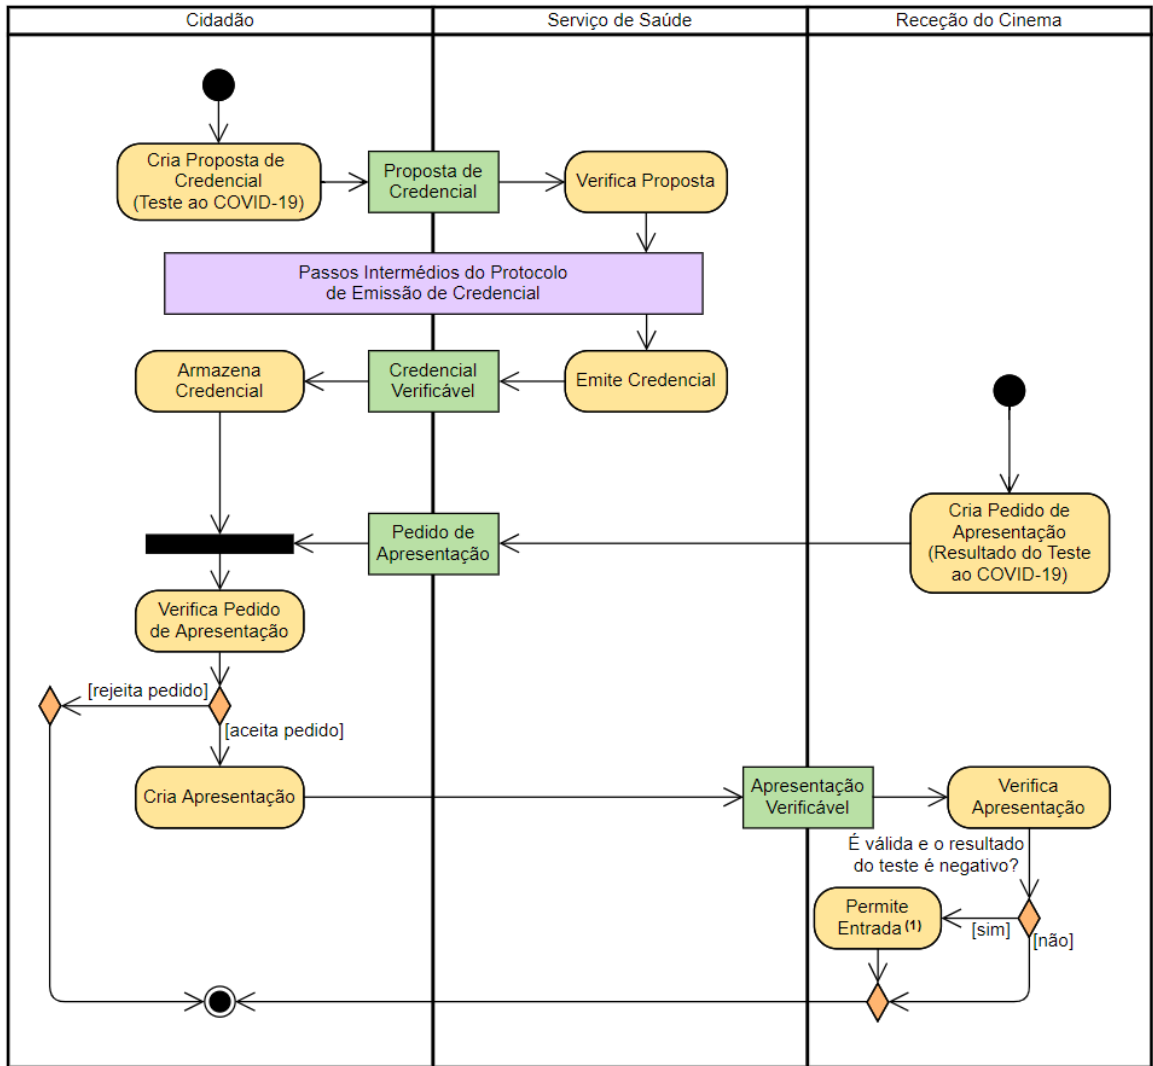 Cidadão
Serviço de Saúde
Receção do Cinema
Cria Proposta de
Credencial
(Teste ao COVID-19)
Proposta de
Credencial
Verifica Proposta
Passos Intermédios do Protocolo
de Emissão de Credencial
Armazena
Credencial
Credencial
Verificável
Emite Credencial
Cria Pedido de
Apresentação
(Resultado do Teste
ao COVID-19)
Pedido de
Apresentação
Verifica Pedido
de Apresentação
[rejeita pedido]
[aceita pedido]
Cria Apresentação
Apresentação
Verificável
Verifica
Apresentação
É válida e o resultado
do teste é negativo?
Permite
Entrada (1)
[sim]
[não]